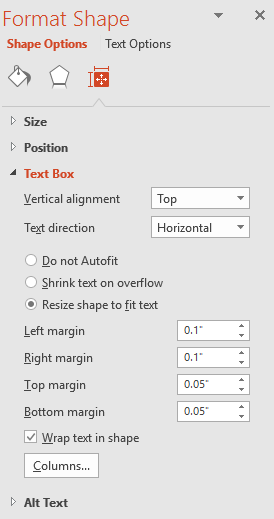 Format Shape
Shape Options Text Options
Size
Position
Text Box
Vertical alignment Top
Text direction Horizontal
Do not Autofit
Shrink text on overflow
Resize shape to fit text
Left margin 0.1"
Right margin 0.1"
Top margin 0.05"
Bottom margin 0.05"
Wrap text in shape
Columns...
Alt Text